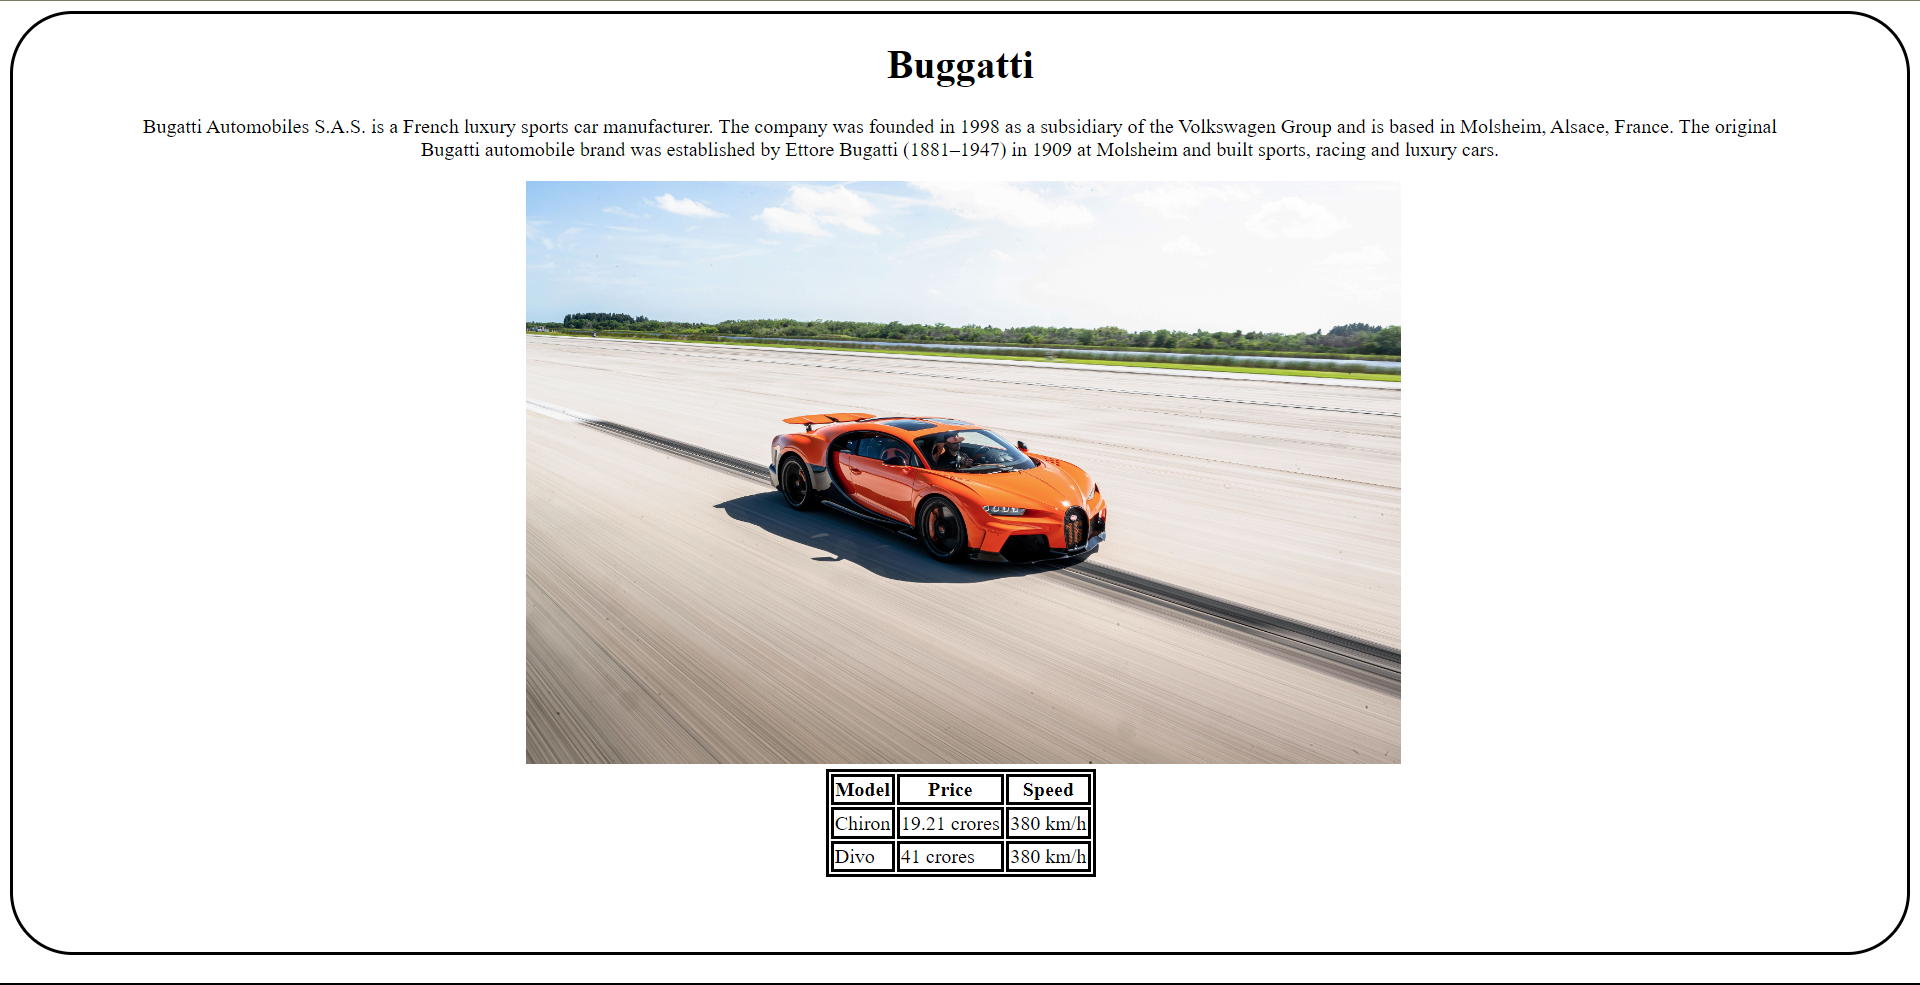 Buggatti
Bugatti Automobiles S.A.S. is a French luxury sports car manufacturer. The company was founded in 1998 as a subsidiary of the Volkswagen Group and is based in Molsheim, Alsace, France. The original
Bugatti automobile brand was established by Ettore Bugatti (1881–1947) in 1909 at Molsheim and built sports, racing and luxury cars.
Model Price Speed
Chiron 19.21 crores 380 km/h
Divo 41 crores 380 km/h